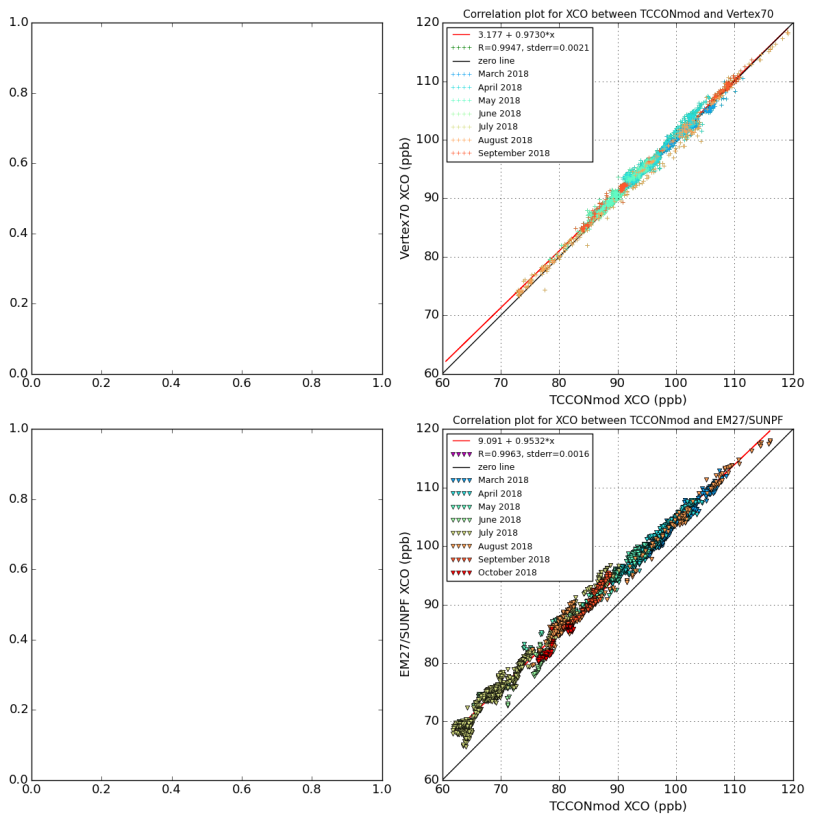 Correlation plot for XCO between TCCONmod and Vertex70
1.0
0.8
0.6
0.4
0.2
0.0
0.0 0.2 0.4 0.6 0.8 1.0
Vertex70 XCO (ppb)
120
110
100
90
80
70
60
3.177 + 0.9730*x
R=0.9947, stderr=0.0021
zero line
March 2018
April 2018
May 2018
June 2018
July 2018
August 2018
September 2018
60 70 80 90 100 110 120
TCCONmod XCO (ppb)
Correlation plot for XCO between TCCONmod and EM27/SUNPF
1.0
0.8
0.6
0.4
0.2
0.0
0.0 0.2 0.4 0.6 0.8 1.0
EM27/SUNPF XCO (ppb)
120
110
100
90
80
70
60
9.091 + 0.9532*x
R=0.9963, stderr=0.0016
zero line
March 2018
April 2018
May 2018
June 2018
July 2018
August 2018
September 2018
October 2018
60 70 80 90 100 110 120
TCCONmod XCO (ppb)